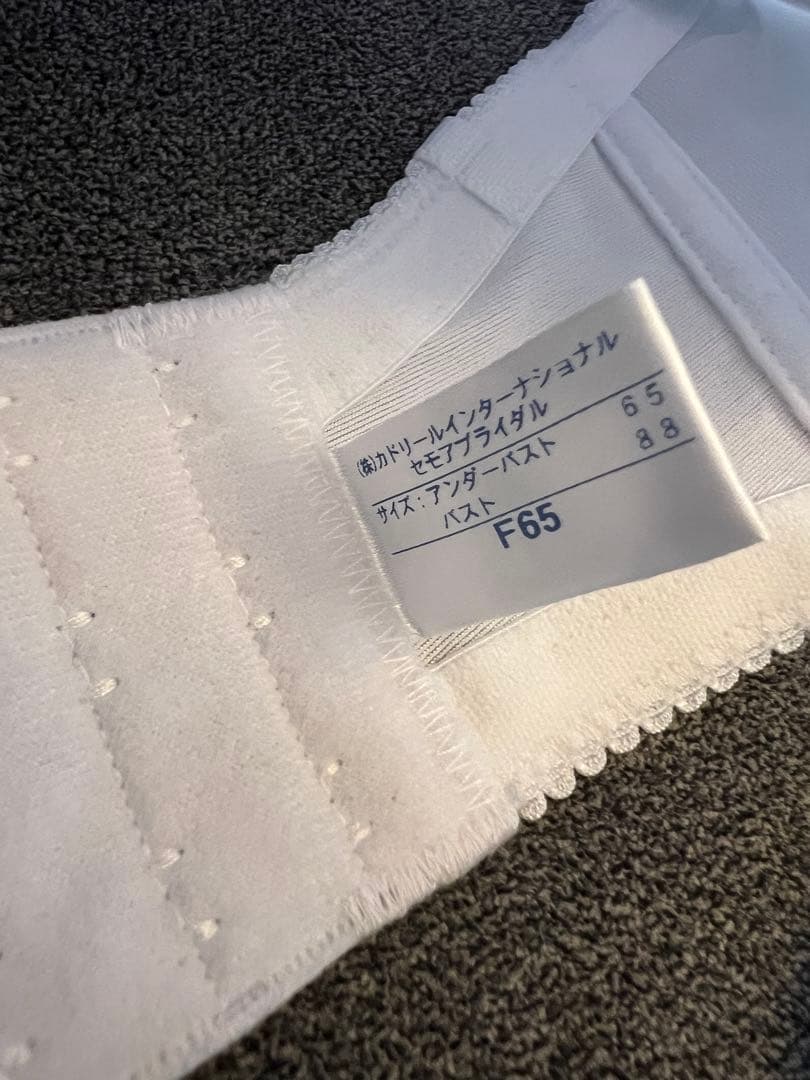 (株)カドリールインターナショナル
セモアブライダル
サイズ:アンダーバスト 65
バスト 88
F65